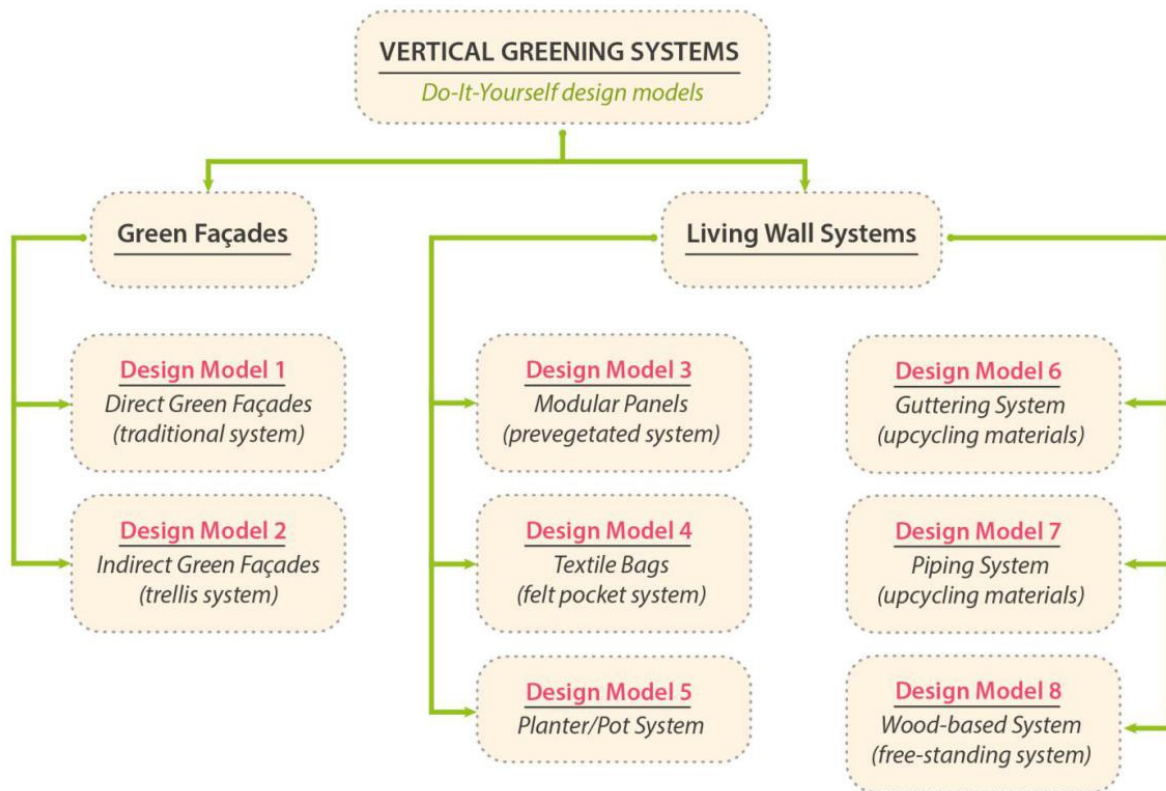 VERTICAL GREENING SYSTEMS
Do-It-Yourself design models
Green Façades
Living Wall Systems
Design Model 1
Direct Green Façades
(traditional system)
Design Model 2
Indirect Green Façades
(trellis system)
Design Model 3
Modular Panels
(prevegetated system)
Design Model 4
Textile Bags
(felt pocket system)
Design Model 5
Planter/Pot System
Design Model 6
Guttering System
(upcycling materials)
Design Model 7
Piping System
(upcycling materials)
Design Model 8
Wood-based System
(free-standing system)